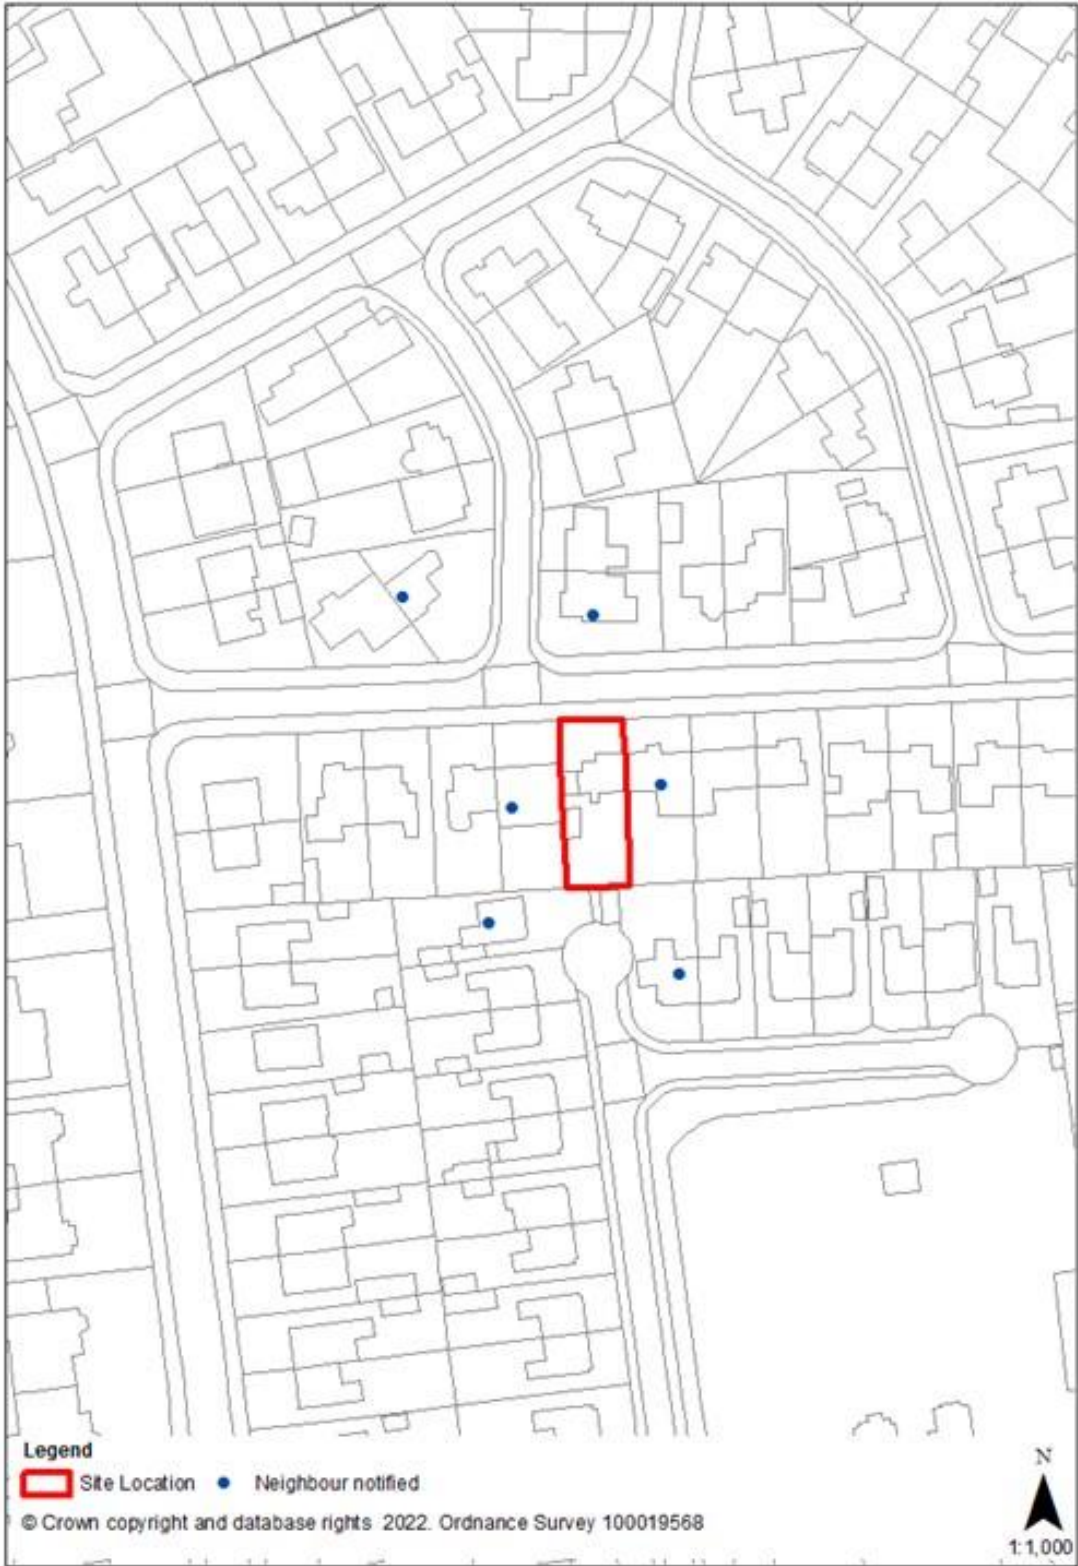 Legend
Site Location Neighbour notified
© Crown copyright and database rights 2022. Ordnance Survey 100019568
N
1:1,000